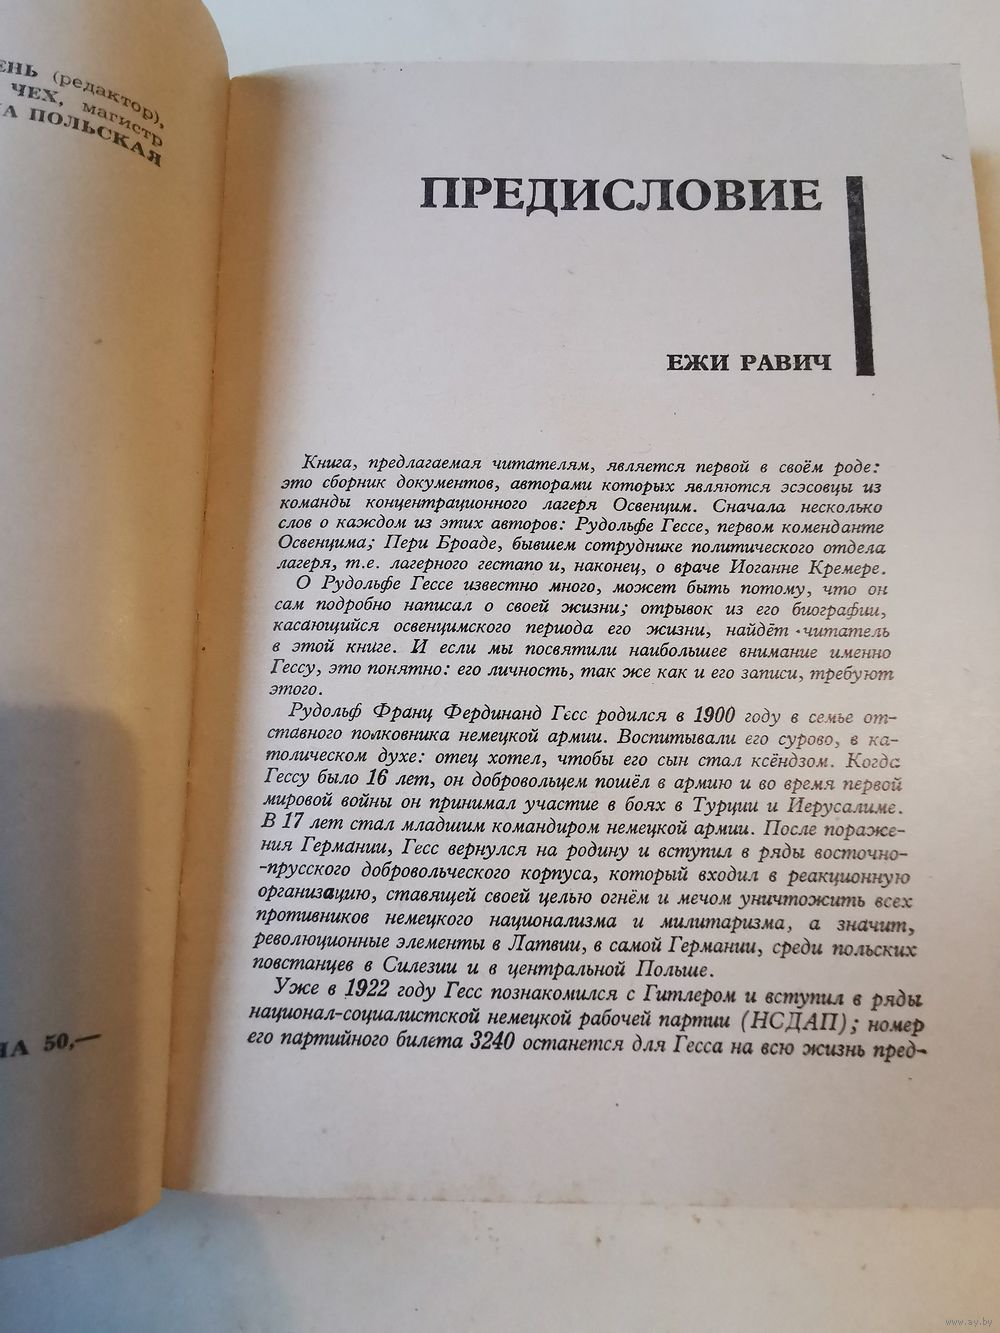 ЕНЬ (редактор),
ЧЕХ, магистр
НА ПОЛЬСКАЯ
НА 50,—
ПРЕДИСЛОВИЕ
ЕЖИ РАВИЧ
Книга, предлагаемая читателям, является первой в своём роде:
это сборник документов, авторами которых являются эсэсовцы из
команды концентрационного лагеря Освенцим. Сначала несколько
слов о каждом из этих авторов: Рудольфе Гессе, первом коменданте
Освенцима; Пери Броаде, бывшем сотруднике политического отдела
лагеря, т.е. лагерного гестапо и, наконец, о враче Иоганне Кремере.
О Рудольфе Гессе известно много, может быть потому, что он
сам подробно написал о своей жизни; отрывок из его биографии,
касающийся освенцимского периода его жизни, найдёт читатель
в этой книге. И если мы посвятили наибольшее внимание именно
Гессу, это понятно: его личность, так же как и его записи, требуют
этого.
Рудольф Франц Фердинанд Гесс родился в 1900 году в семье от-
ставного полковника немецкой армии. Воспитывали его сурово, в ка-
толическом духе: отец хотел, чтобы его сын стал ксёндзом. Когда
Гессу было 16 лет, он добровольцем пошёл в армию и во время первой
мировой войны он принимал участие в боях в Турции и Иерусалиме.
В 17 лет стал младшим командиром немецкой армии. После пораже-
ния Германии, Гесс вернулся на родину и вступил в ряды восточно-
-прусского добровольческого корпуса, который входил в реакционную
организацию, ставящей своей целью огнём и мечом уничтожить всех
противников немецкого национализма и милитаризма, а значит,
революционные элементы в Латвии, в самой Германии, среди польских
повстанцев в Силезии и в центральной Польше.
Уже в 1922 году Гесс познакомился с Гитлером и вступил в ряды
национал-социалистской немецкой рабочей партии (НСДАП); номер
его партийного билета 3240 останется для Гесса на всю жизнь пред-
www.ay.by